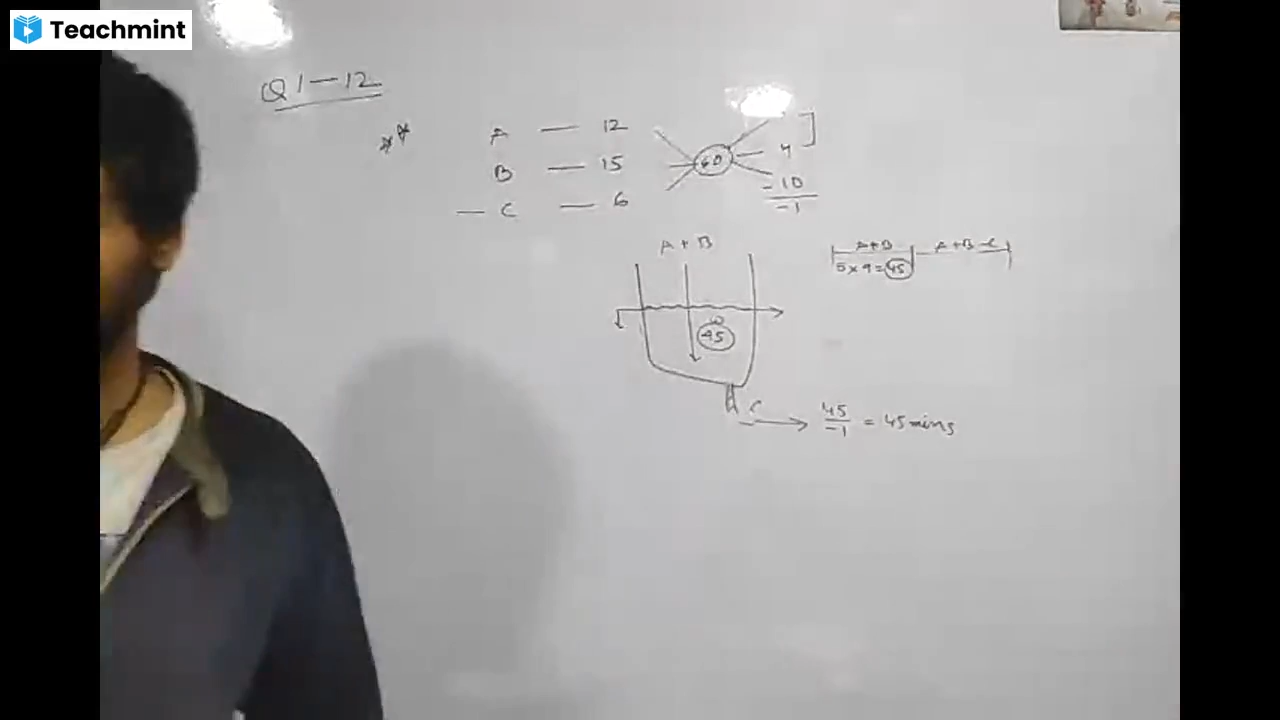 Teachmint
Q1-12
** A — 12
B — 15
60
4
— C — 6
-10
-1
A + B
A+B
A+B-C
5 x 9 = 45
w
45
C
45/-1 = 45 mins